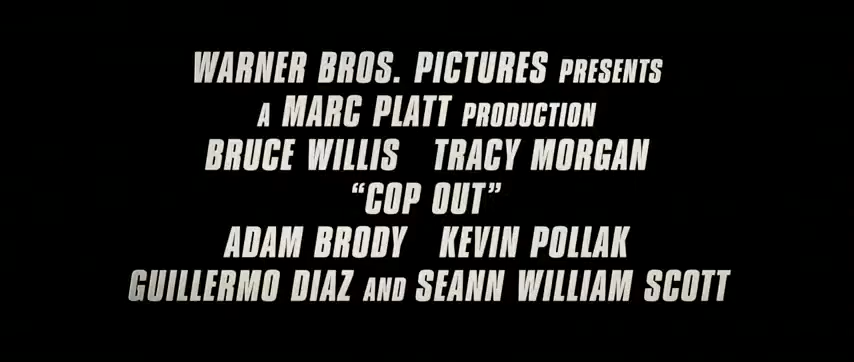 WARNER BROS. PICTURES PRESENTS
A MARC PLATT PRODUCTION
BRUCE WILLIS TRACY MORGAN
“COP OUT”
ADAM BRODY KEVIN POLLAK
GUILLERMO DIAZ AND SEANN WILLIAM SCOTT